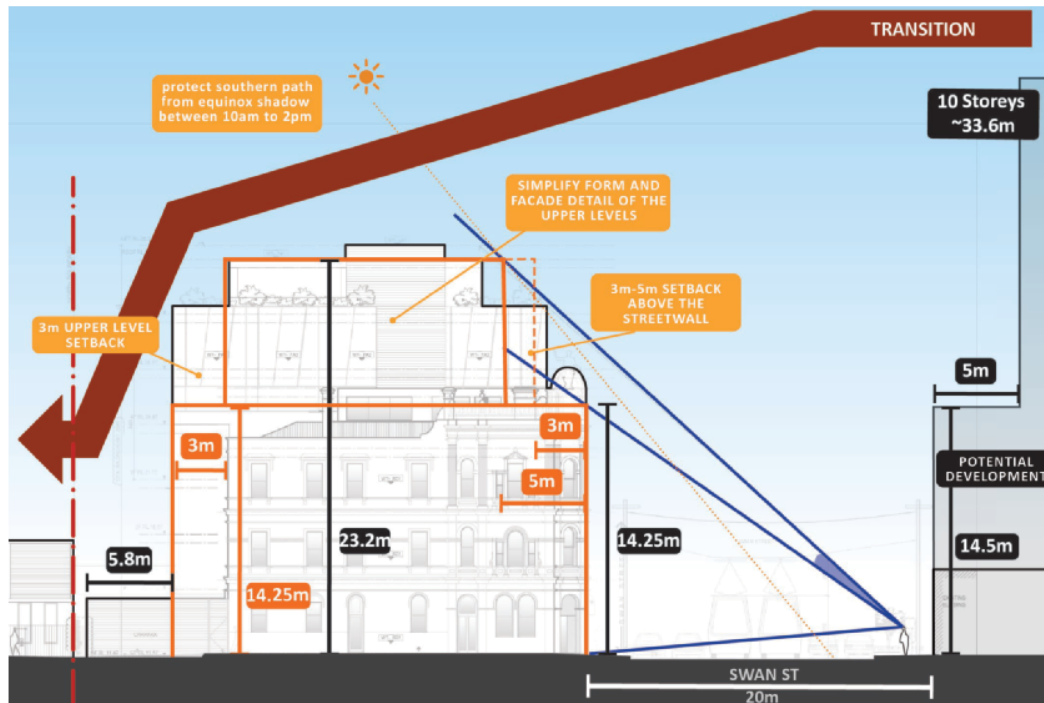 TRANSITION
protect southern path
from equinox shadow
between 10am to 2pm
10 Storeys
~33.6m
SIMPLIFY FORM AND
FACADE DETAIL OF THE
UPPER LEVELS
3m-5m SETBACK
ABOVE THE
STREETWALL
3m UPPER LEVEL
SETBACK
5m
3m
3m
5m
POTENTIAL
DEVELOPMENT
23.2m
14.25m
14.5m
5.8m
14.25m
SWAN ST
20m